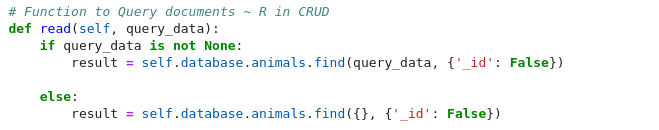 # Function to Query documents ~ R in CRUD
def read(self, query_data):
    if query_data is not None:
        result = self.database.animals.find(query_data, {'_id': False})
    else:
        result = self.database.animals.find({}, {'_id': False})